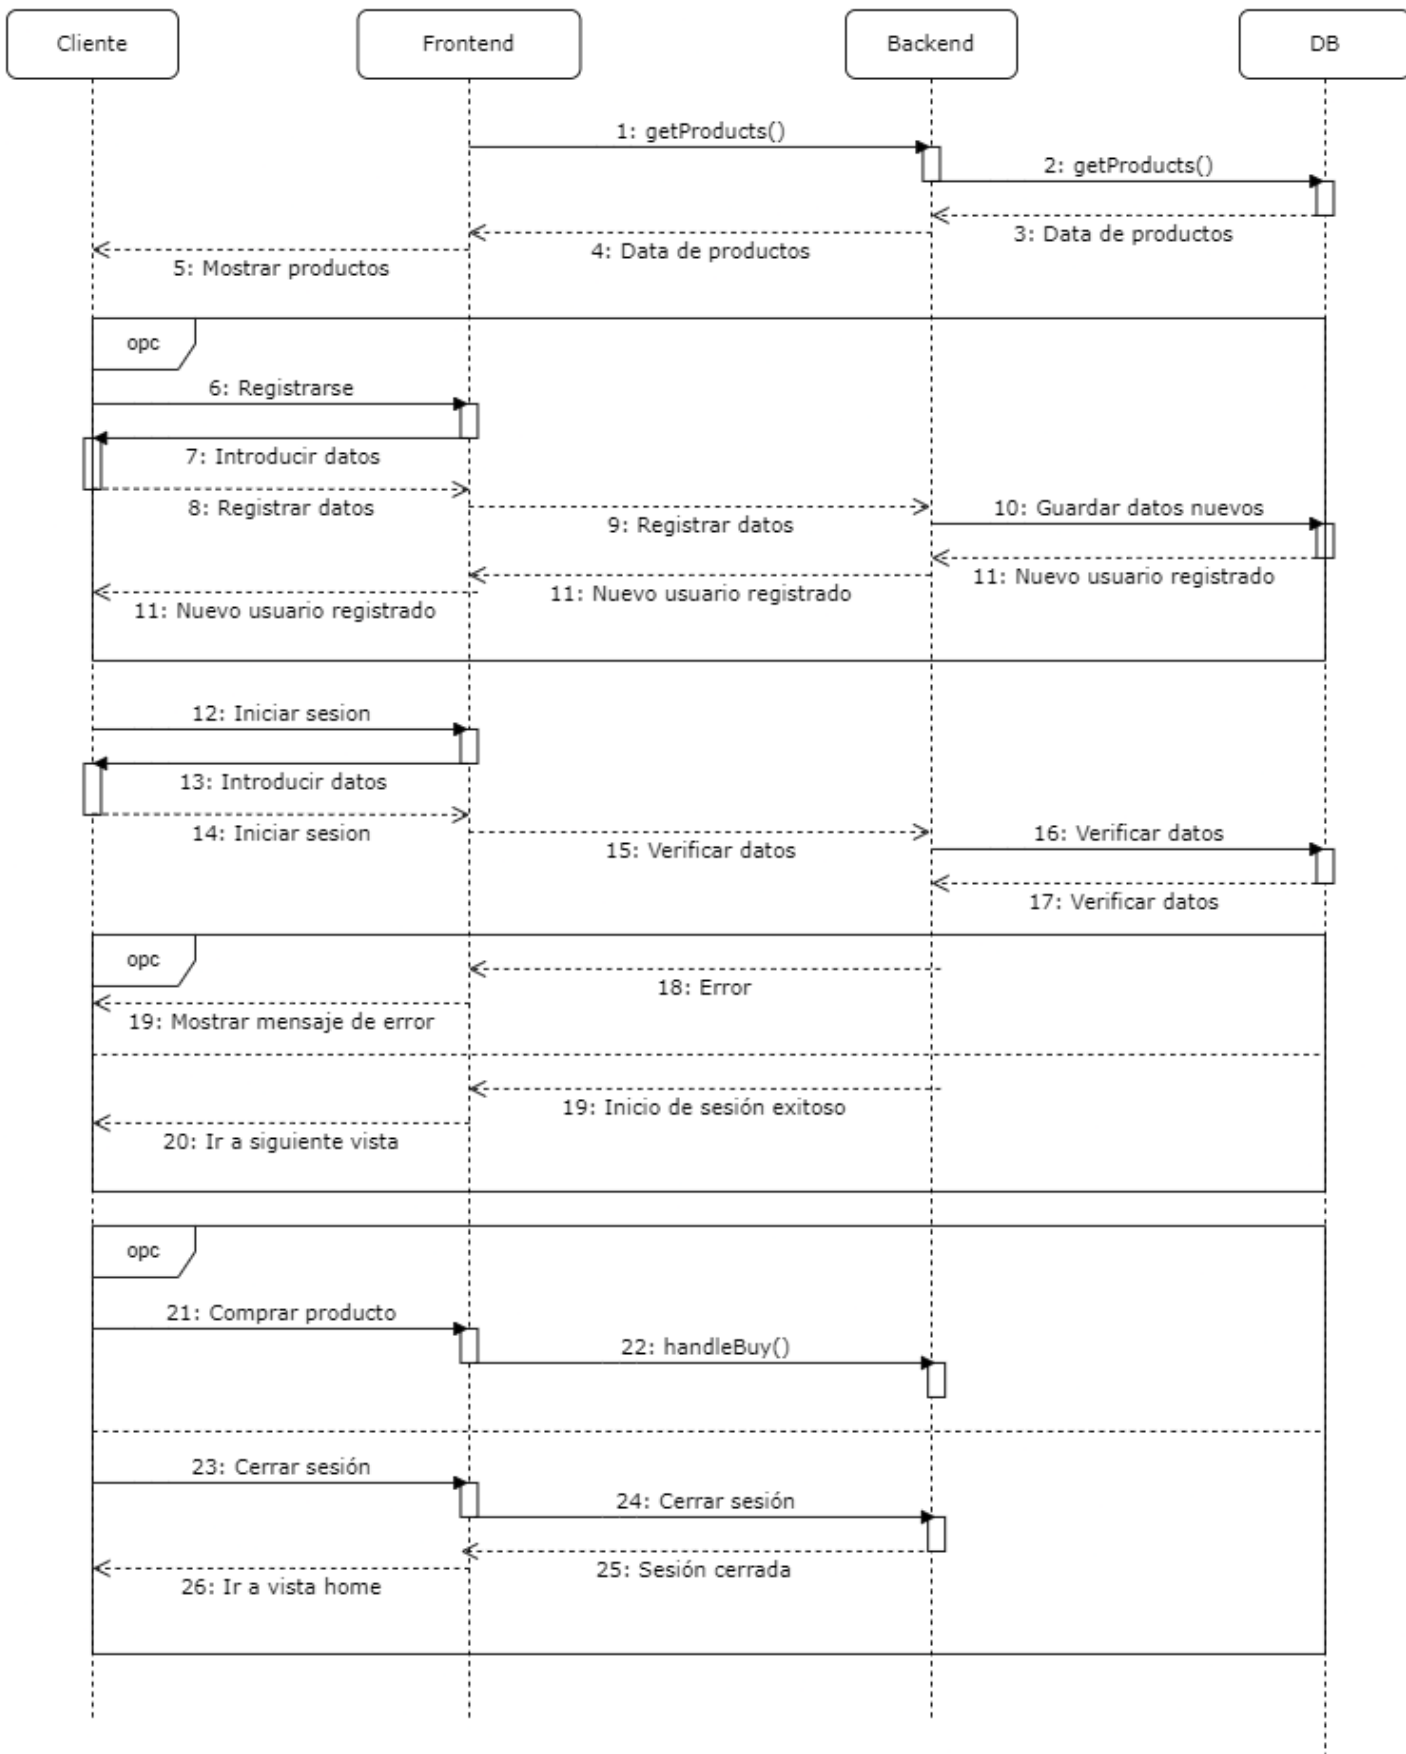 Cliente
Frontend
Backend
DB
1: getProducts()
2: getProducts()
3: Data de productos
4: Data de productos
5: Mostrar productos
opc
6: Registrarse
7: Introducir datos
8: Registrar datos
9: Registrar datos
10: Guardar datos nuevos
11: Nuevo usuario registrado
11: Nuevo usuario registrado
11: Nuevo usuario registrado
12: Iniciar sesion
13: Introducir datos
14: Iniciar sesion
15: Verificar datos
16: Verificar datos
17: Verificar datos
opc
18: Error
19: Mostrar mensaje de error
19: Inicio de sesión exitoso
20: Ir a siguiente vista
opc
21: Comprar producto
22: handleBuy()
23: Cerrar sesión
24: Cerrar sesión
25: Sesión cerrada
26: Ir a vista home